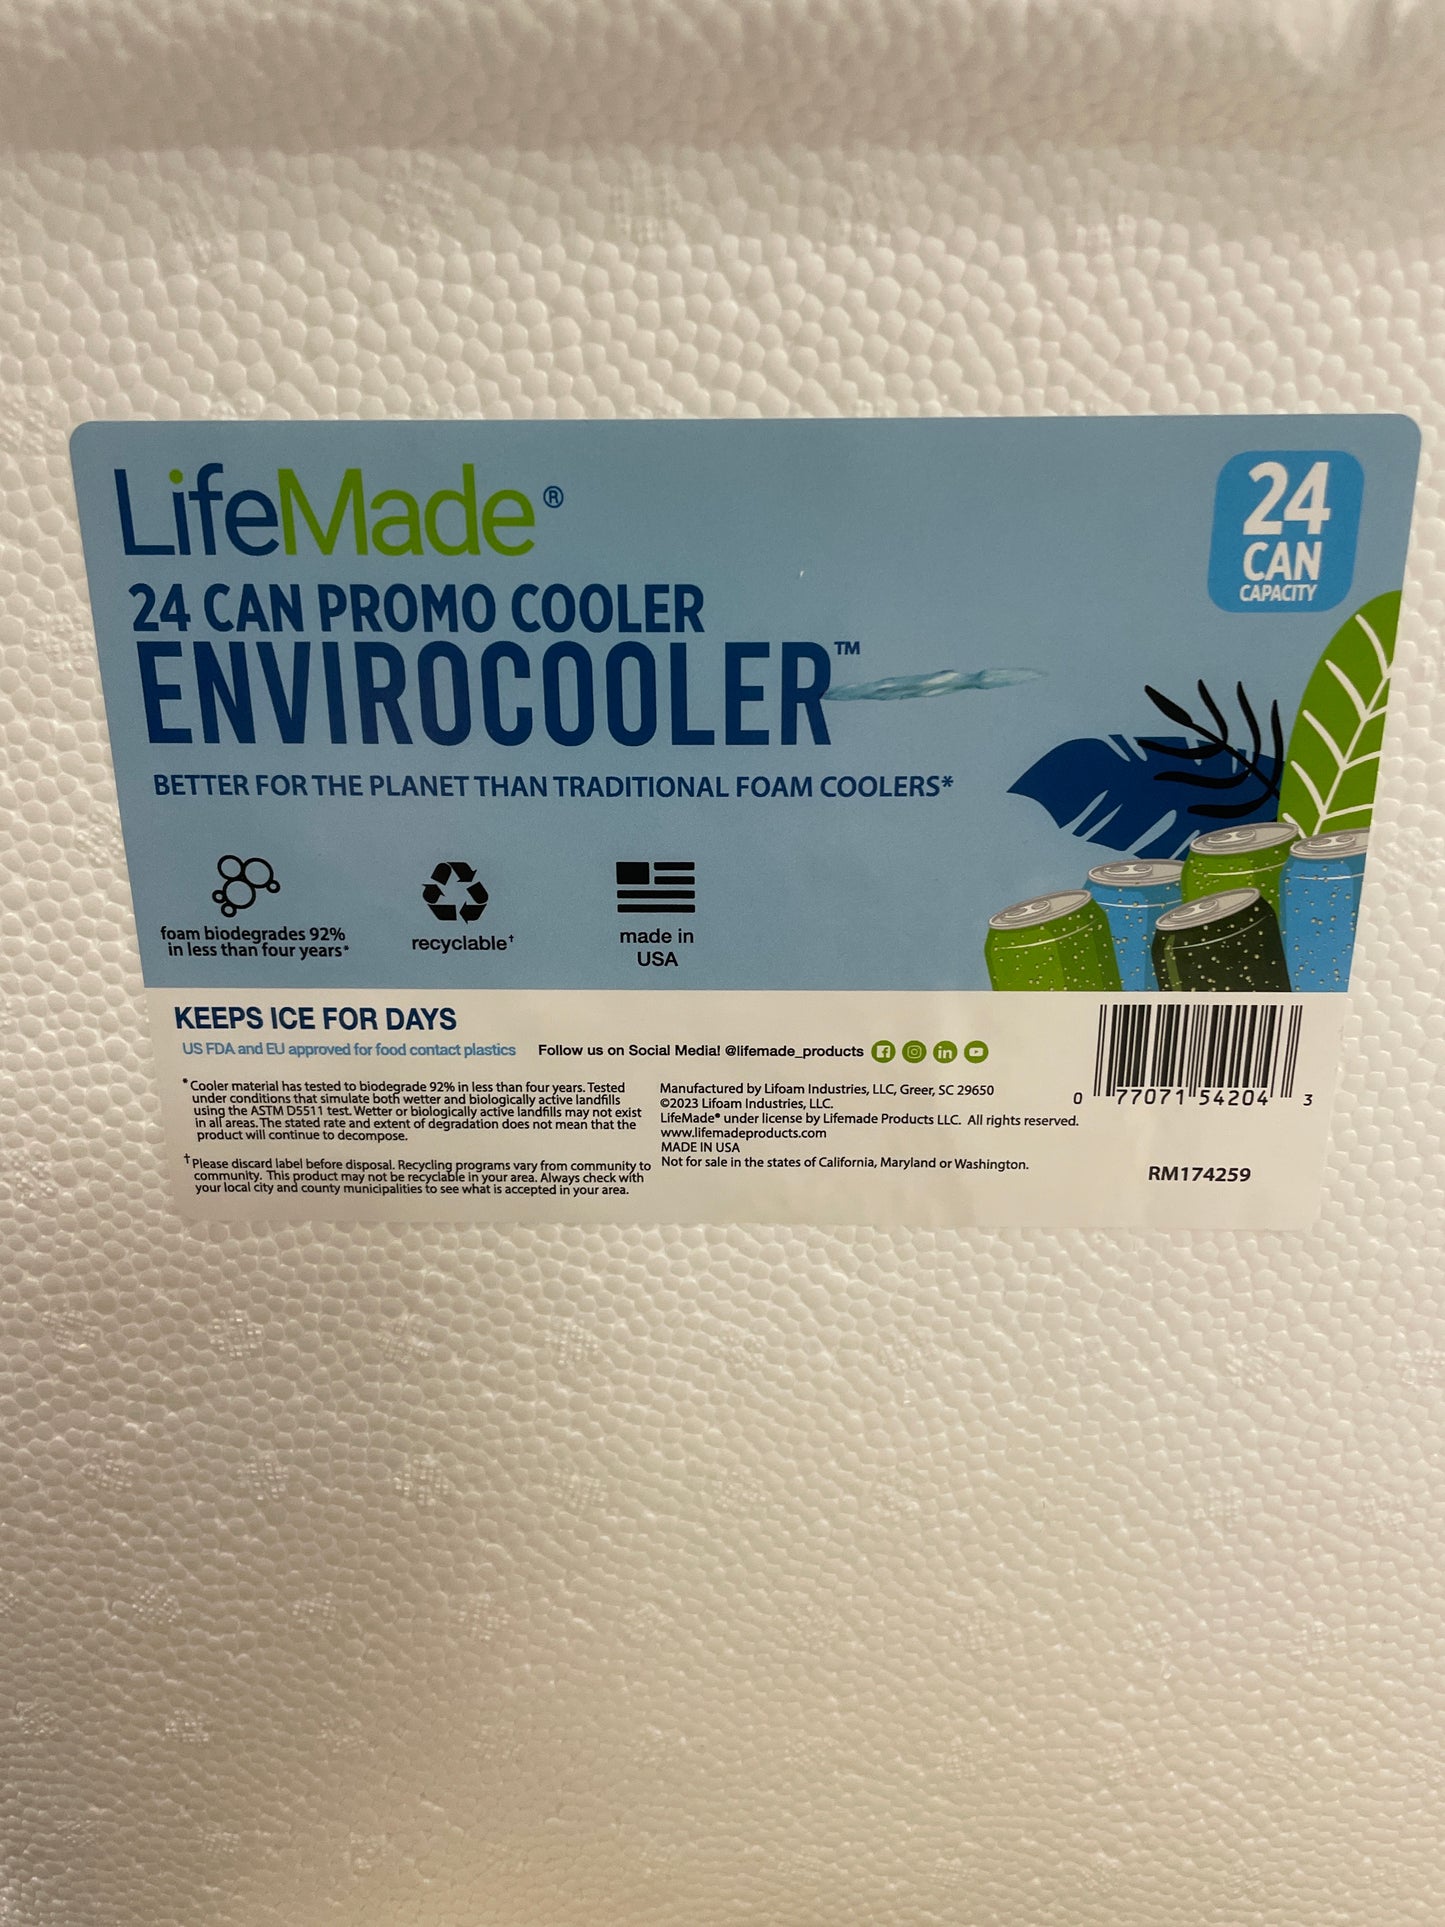 LifeMade®
24 CAN PROMO COOLER
ENVIROCOOLER™
BETTER FOR THE PLANET THAN TRADITIONAL FOAM COOLERS*
24
CAN
CAPACITY
foam biodegrades 92%
in less than four years*
recyclable†
made in
USA
KEEPS ICE FOR DAYS
US FDA and EU approved for food contact plastics
Follow us on Social Media! @lifemade_products
*Cooler material has tested to biodegrade 92% in less than four years. Tested
under conditions that simulate both wetter and biologically active landfills
using the ASTM D5511 test. Wetter or biologically active landfills may not exist
in all areas. The stated rate and extent of degradation does not mean that the
product will continue to decompose.
†Please discard label before disposal. Recycling programs vary from community to
community. This product may not be recyclable in your area. Always check with
your local city and county municipalities to see what is accepted in your area.
Manufactured by Lifoam Industries, LLC, Greer, SC 29650
©2023 Lifoam Industries, LLC.
LifeMade® under license by Lifemade Products LLC. All rights reserved.
www.lifemadeproducts.com
MADE IN USA
Not for sale in the states of California, Maryland or Washington.
0 77071 54204 3
RM174259